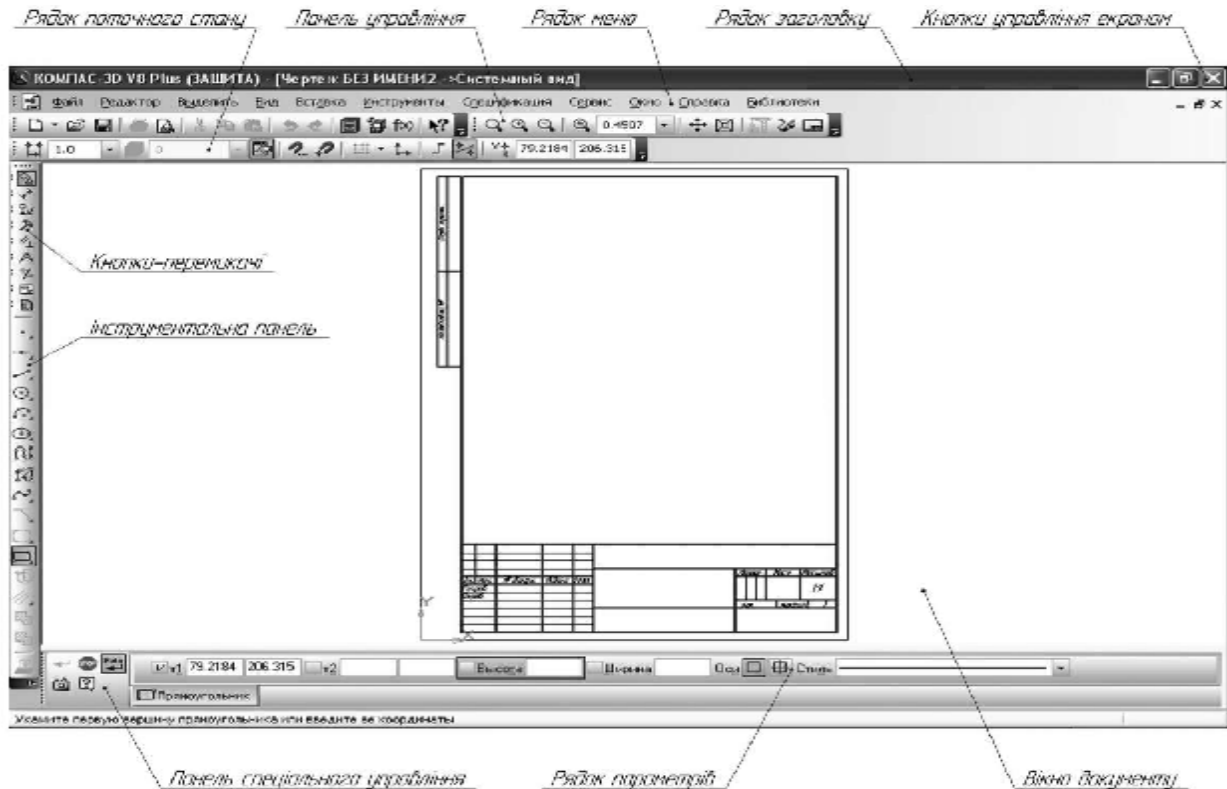 Рядок поточного стану Панель управління Рядок меню Рядок заголовку Кнопки управління екраном
КОМПАС-3D V8 Plus (ЗАЩИТА) - [Чертеж БЕЗ ИМЕНИ2 ->Системный вид]
Файл Редактор Выделить Вид Вставка Инструменты Спецификация Сервис Окно Справка Библиотеки
0.4507
1.0 0 79.2184 206.315
Кнопки-перемикачі
Інструментальна панель
Y
X
т1 79.2184 206.315 т2 Высота Ширина Оси Стиль
Прямоугольник
Укажите первую вершину прямоугольника или введите ее координаты
Панель спеціального управління Рядок параметрів Вікно документу